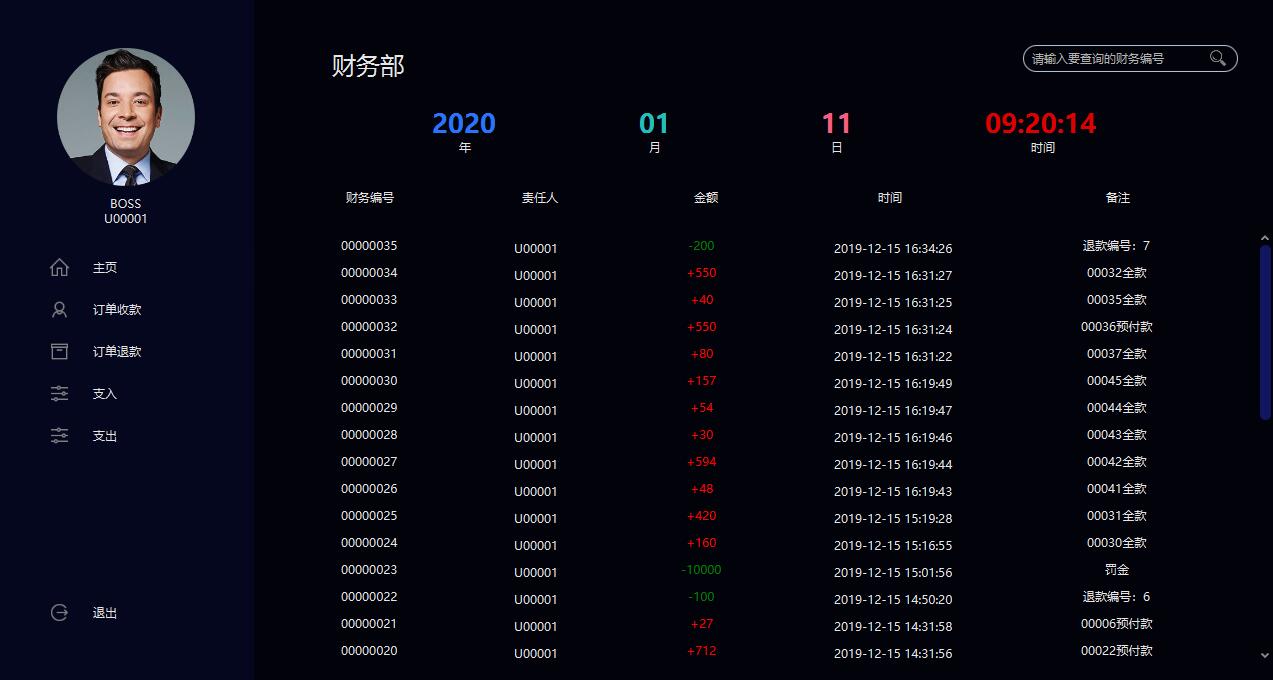 BOSS
U00001
主页
订单收款
订单退款
支入
支出
退出
财务部
请输入要查询的财务编号
2020 01 11 09:20:14
年 月 日 时间
财务编号 责任人 金额 时间 备注
00000035 U00001 -200 2019-12-15 16:34:26 退款编号：7
00000034 U00001 +550 2019-12-15 16:31:27 00032全款
00000033 U00001 +40 2019-12-15 16:31:25 00035全款
00000032 U00001 +550 2019-12-15 16:31:24 00036预付款
00000031 U00001 +80 2019-12-15 16:31:22 00037全款
00000030 U00001 +157 2019-12-15 16:19:49 00045全款
00000029 U00001 +54 2019-12-15 16:19:47 00044全款
00000028 U00001 +30 2019-12-15 16:19:46 00043全款
00000027 U00001 +594 2019-12-15 16:19:44 00042全款
00000026 U00001 +48 2019-12-15 16:19:43 00041全款
00000025 U00001 +420 2019-12-15 15:19:28 00031全款
00000024 U00001 +160 2019-12-15 15:16:55 00030全款
00000023 U00001 -10000 2019-12-15 15:01:56 罚金
00000022 U00001 -100 2019-12-15 14:50:20 退款编号：6
00000021 U00001 +27 2019-12-15 14:31:58 00006预付款
00000020 U00001 +712 2019-12-15 14:31:56 00022预付款